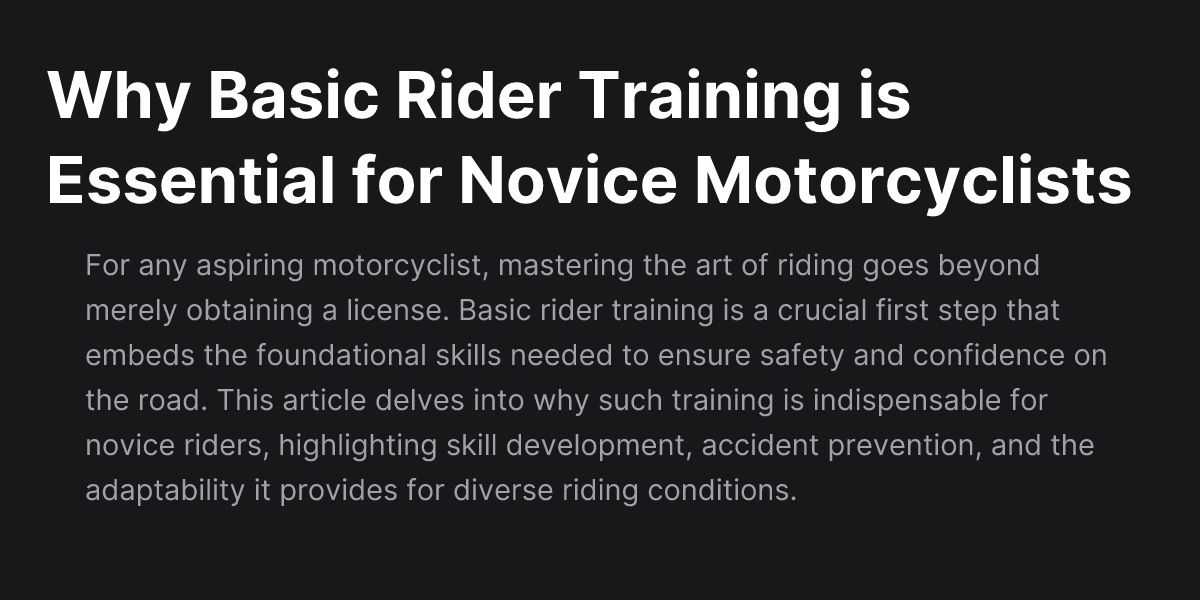 Why Basic Rider Training is
Essential for Novice Motorcyclists
For any aspiring motorcyclist, mastering the art of riding goes beyond
merely obtaining a license. Basic rider training is a crucial first step that
embeds the foundational skills needed to ensure safety and confidence on
the road. This article delves into why such training is indispensable for
novice riders, highlighting skill development, accident prevention, and the
adaptability it provides for diverse riding conditions.